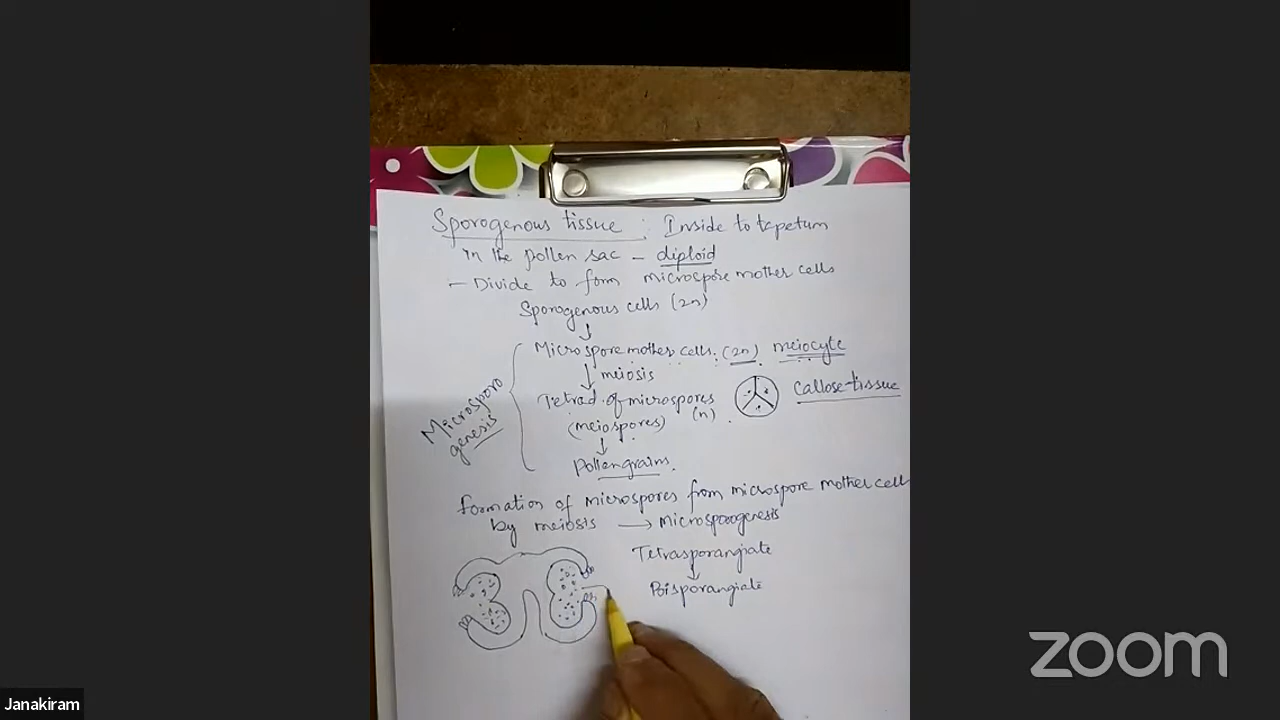 Sporogenous tissue : Inside to tapetum
in the pollen sac - diploid
- Divide to form microspore mother cells
Sporogenous cells (2n)
Microspore mother cells. (2n) meiocyte
meiosis
Tetrad of microspores callose-tissue
(meiospores) (n).
Pollengrains.
Microsporo
genesis
Formation of microspores from microspore mother cell
by meiosis → Microsporogenesis
Tetrasporangiate
Bisporangiate
zoom
Janakiram